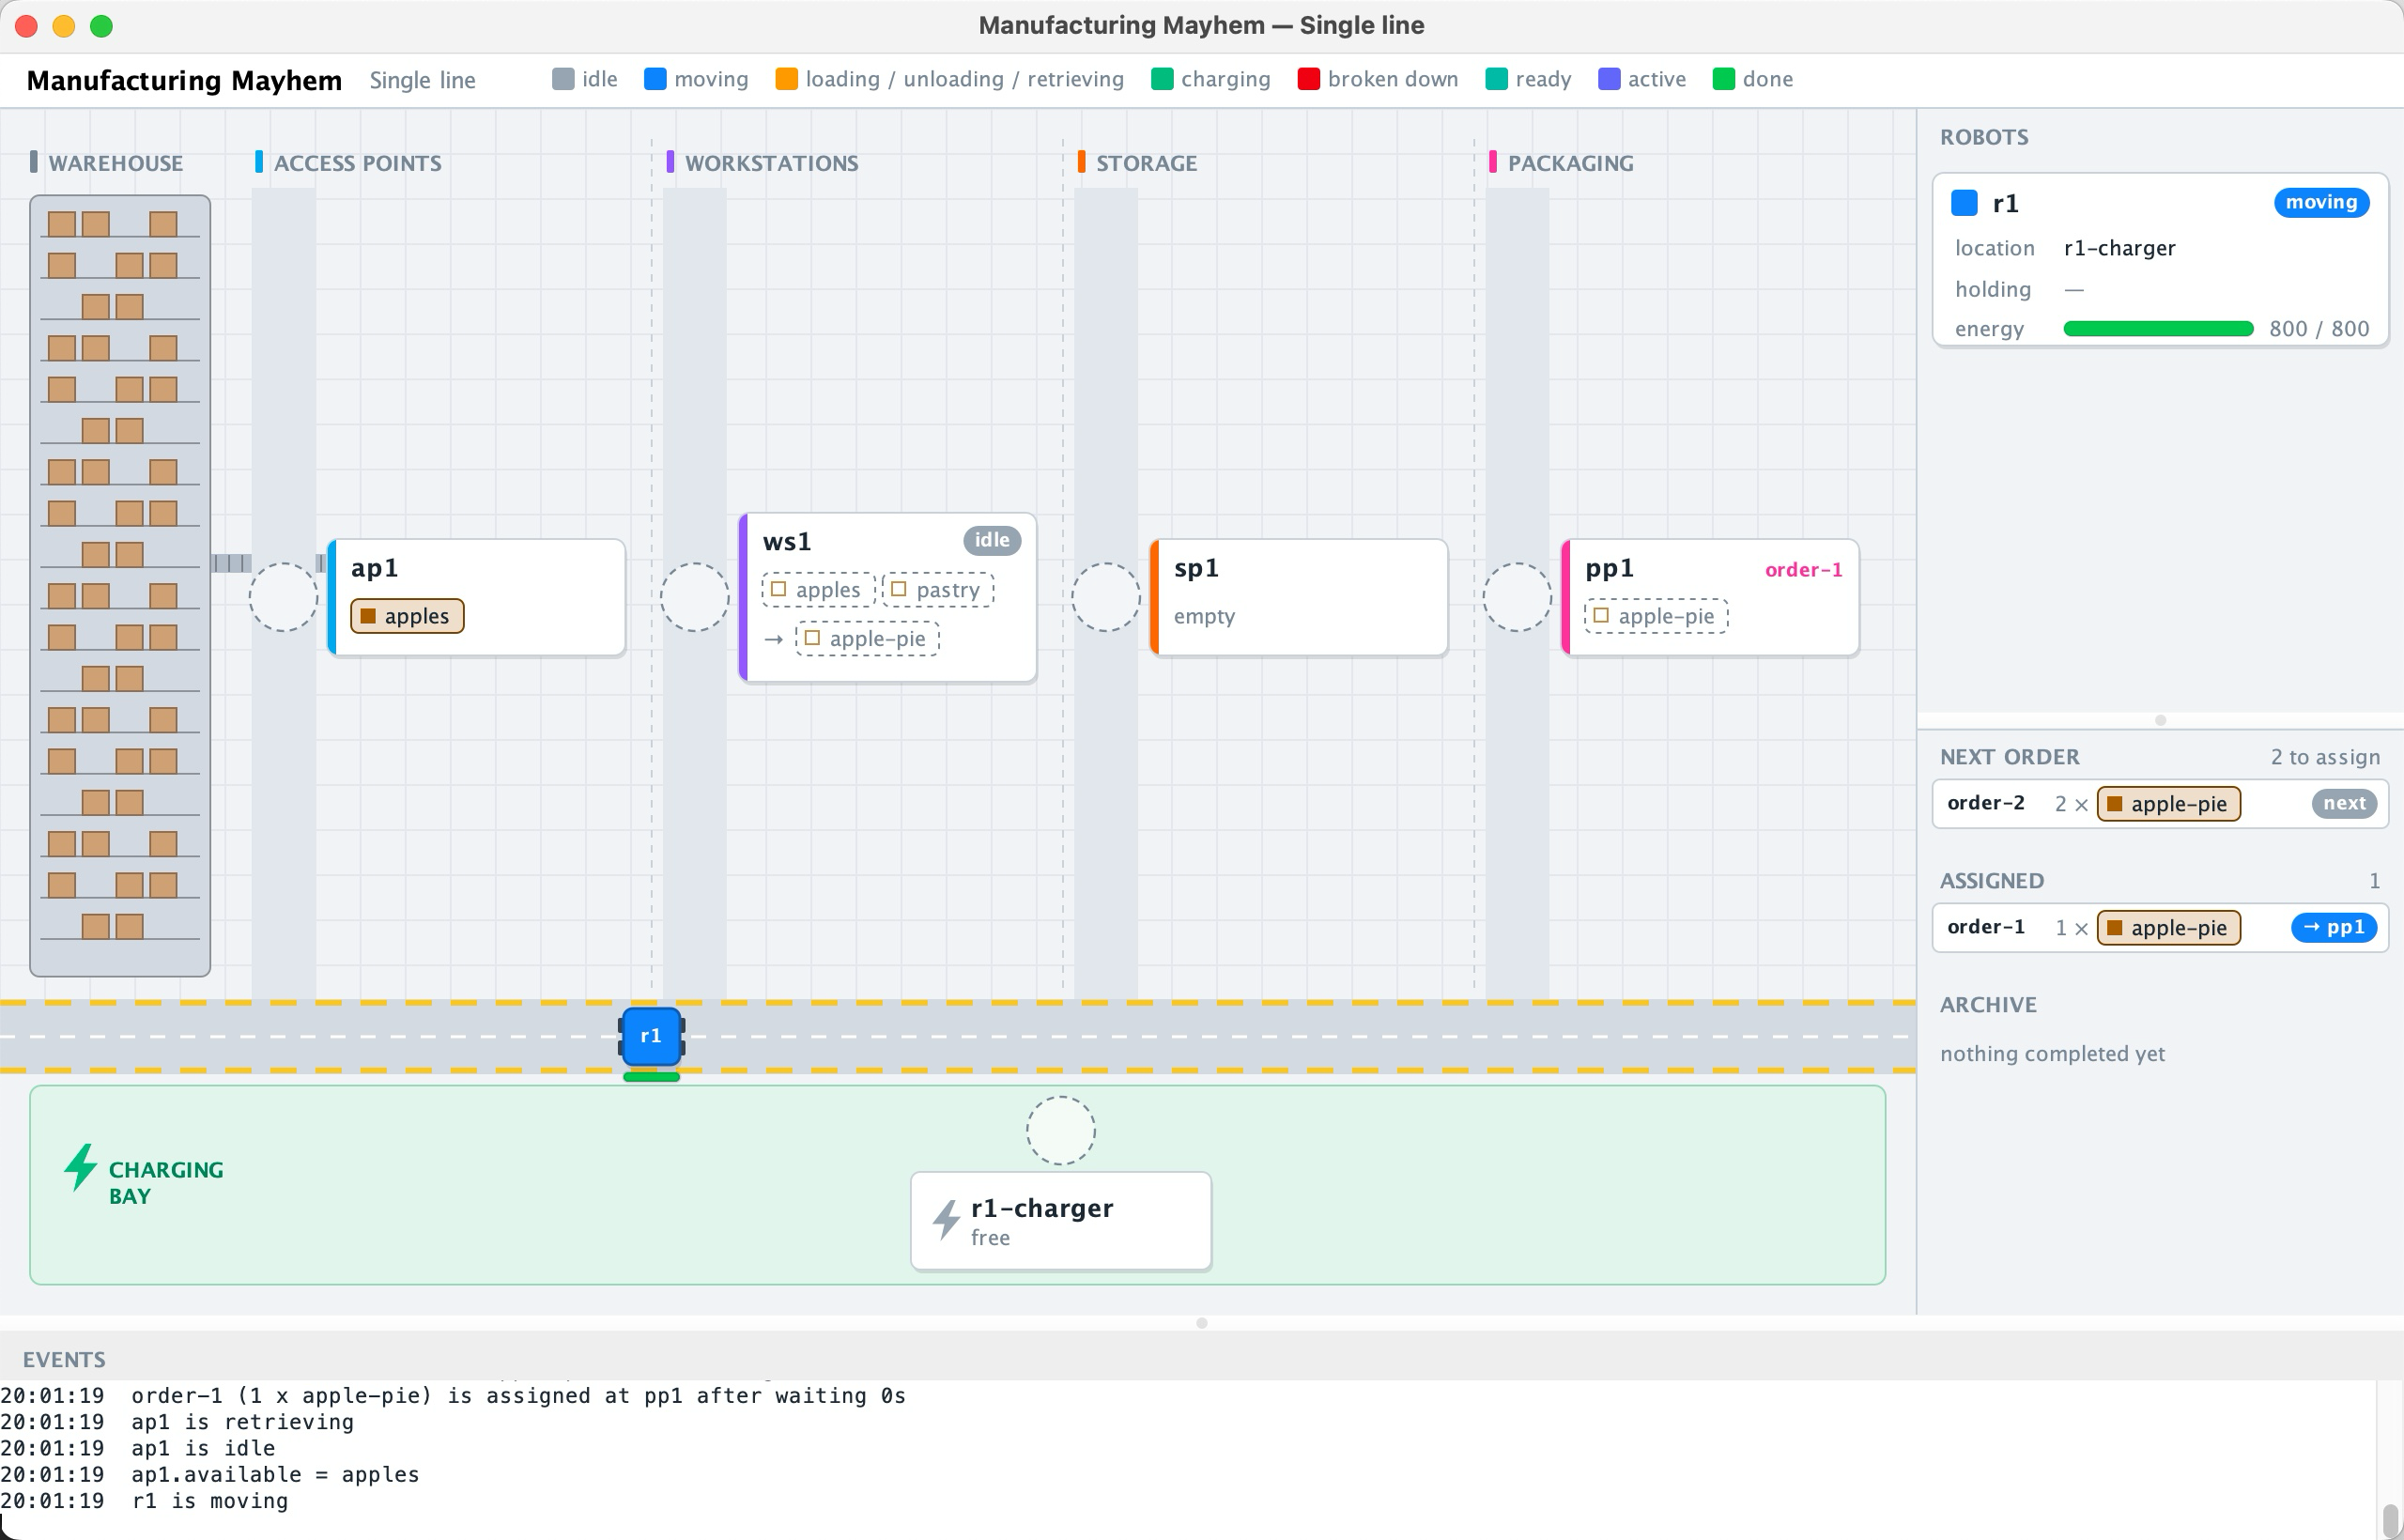 Manufacturing Mayhem — Single line
Manufacturing Mayhem Single line idle moving loading / unloading / retrieving charging broken down ready active done
WAREHOUSE ACCESS POINTS WORKSTATIONS STORAGE PACKAGING
ap1
apples
ws1 idle
apples pastry
→ apple-pie
sp1
empty
pp1 order-1
apple-pie
r1
CHARGING
BAY
r1-charger
free
ROBOTS
r1 moving
location r1-charger
holding —
energy 800 / 800
NEXT ORDER 2 to assign
order-2 2 × apple-pie next
ASSIGNED 1
order-1 1 × apple-pie → pp1
ARCHIVE
nothing completed yet
EVENTS
20:01:19 order-1 (1 x apple-pie) is assigned at pp1 after waiting 0s
20:01:19 ap1 is retrieving
20:01:19 ap1 is idle
20:01:19 ap1.available = apples
20:01:19 r1 is moving